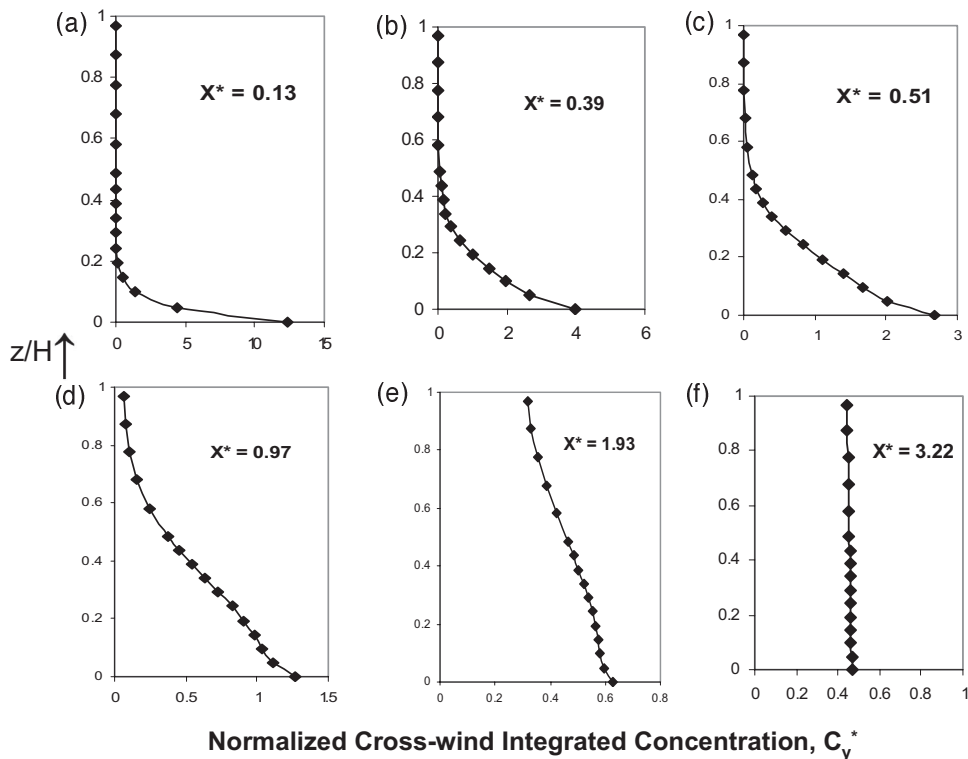 (a)
X* = 0.13
1
0.8
0.6
0.4
0.2
0
0 5 10 15
(b)
X* = 0.39
1
0.8
0.6
0.4
0.2
0
0 2 4 6
(c)
X* = 0.51
1
0.8
0.6
0.4
0.2
0
0 1 2 3
z/H
(d)
X* = 0.97
1
0.8
0.6
0.4
0.2
0
0 0.5 1 1.5
(e)
X* = 1.93
1
0.8
0.6
0.4
0.2
0
0 0.2 0.4 0.6 0.8
(f)
X* = 3.22
1
0.8
0.6
0.4
0.2
0
0 0.2 0.4 0.6 0.8 1
Normalized Cross-wind Integrated Concentration, Cy*